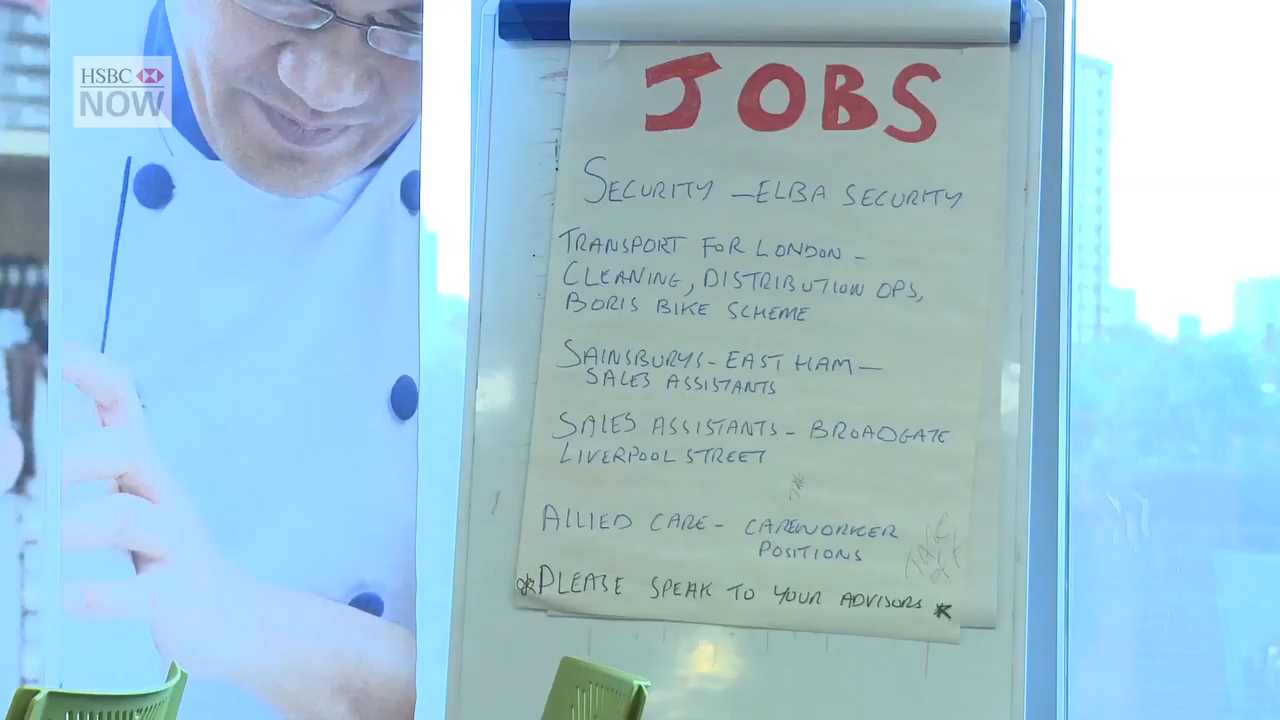 HSBC
NOW
JOBS
SECURITY – ELBA SECURITY
TRANSPORT FOR LONDON –
CLEANING, DISTRIBUTION OPS,
BORIS BIKE SCHEME
SAINSBURYS - EAST HAM –
SALES ASSISTANTS
SALES ASSISTANTS - BROADGATE
LIVERPOOL STREET
ALLIED CARE - CAREWORKER
POSITIONS
*PLEASE SPEAK TO YOUR ADVISORS *